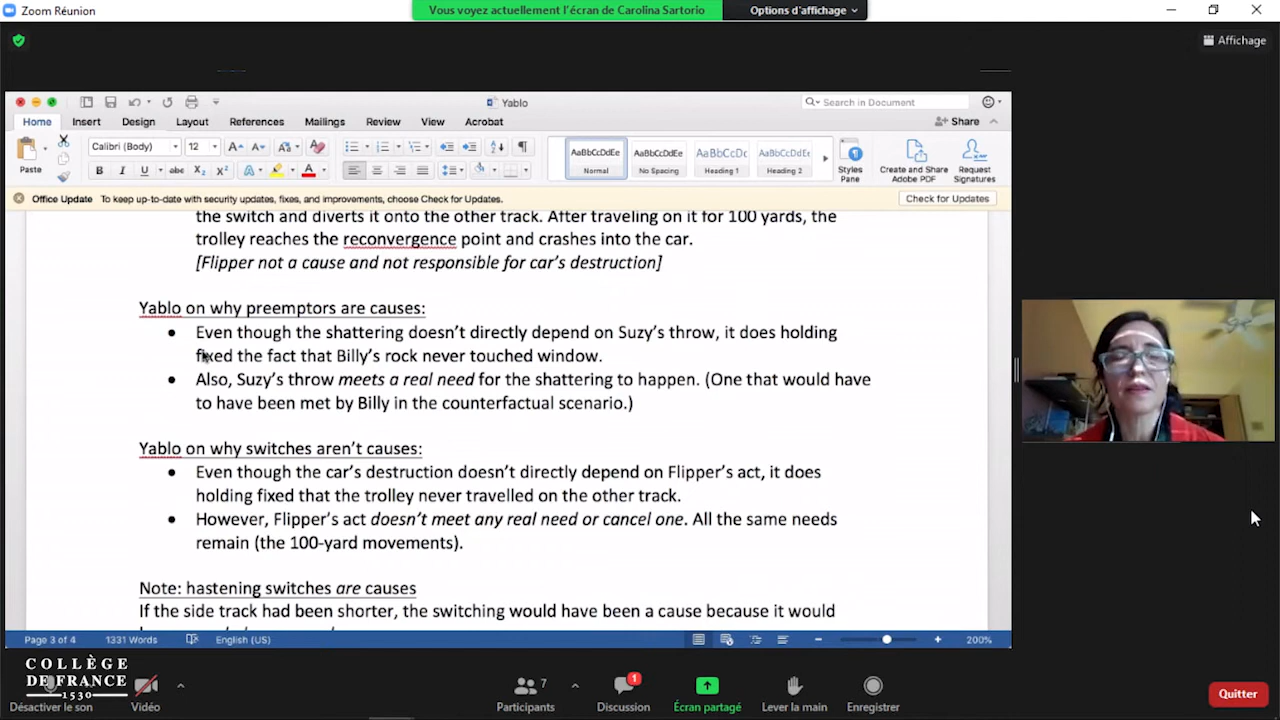 Zoom Réunion
Vous voyez actuellement l'écran de Carolina Sartorio
Options d'affichage
Affichage
Yablo
Search in Document
Home Insert Design Layout References Mailings Review View Acrobat
Share
Paste
Calibri (Body)
12
AaBbCcDdEe
Normal
AaBbCcDdEe
No Spacing
AaBbCcDc
Heading 1
AaBbCcDdEe
Heading 2
Styles Pane
Create and Share Adobe PDF
Request Signatures
Office Update To keep up-to-date with security updates, fixes, and improvements, choose Check for Updates.
Check for Updates
the switch and diverts it onto the other track. After traveling on it for 100 yards, the
trolley reaches the reconvergence point and crashes into the car.
[Flipper not a cause and not responsible for car's destruction]
Yablo on why preemptors are causes:
• Even though the shattering doesn't directly depend on Suzy's throw, it does holding
fixed the fact that Billy's rock never touched window.
• Also, Suzy's throw meets a real need for the shattering to happen. (One that would have
to have been met by Billy in the counterfactual scenario.)
Yablo on why switches aren't causes:
• Even though the car's destruction doesn't directly depend on Flipper's act, it does
holding fixed that the trolley never travelled on the other track.
• However, Flipper's act doesn't meet any real need or cancel one. All the same needs
remain (the 100-yard movements).
Note: hastening switches are causes
If the side track had been shorter, the switching would have been a cause because it would
Page 3 of 4 1331 Words English (US) 200%
COLLÈGE
DE FRANCE
1530
Désactiver le son
Vidéo
7
Participants
1
Discussion
Écran partagé
Lever la main
Enregistrer
Quitter